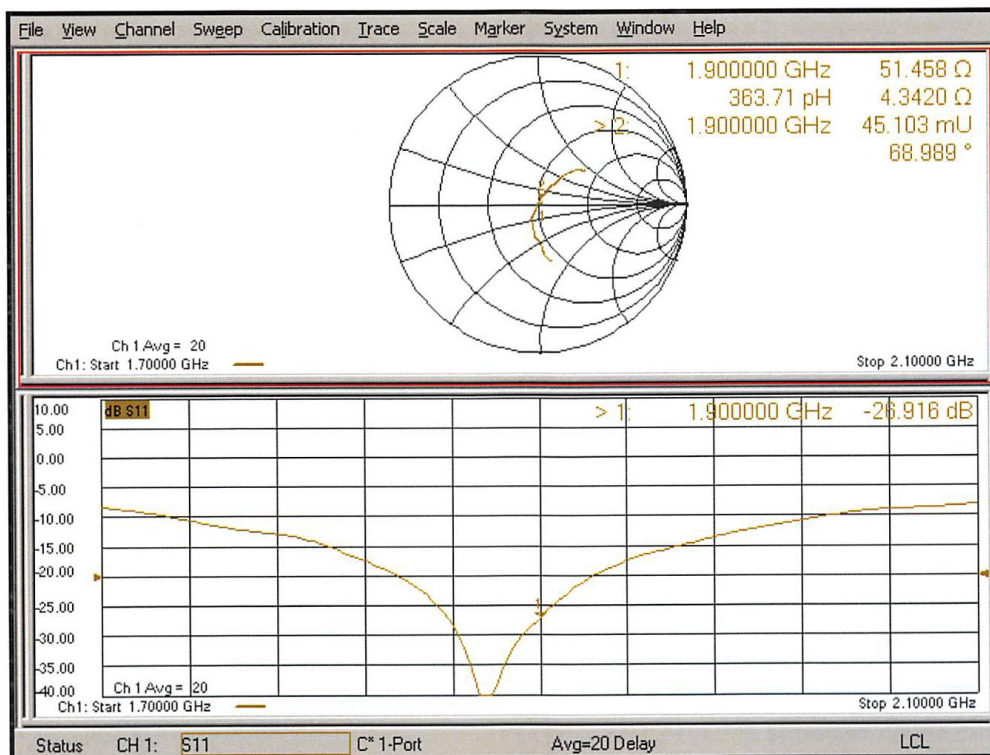 File View Channel Sweep Calibration Trace Scale Marker System Window Help
1: 1.900000 GHz 51.458 Ω
363.71 pH 4.3420 Ω
> 2: 1.900000 GHz 45.103 mU
68.989 °
Ch 1 Avg = 20
Ch1: Start 1.70000 GHz
Stop 2.10000 GHz
dB S11
> 1: 1.900000 GHz -26.916 dB
10.00
5.00
0.00
-5.00
-10.00
-15.00
-20.00
-25.00
-30.00
-35.00
-40.00
1
Ch 1 Avg = 20
Ch1: Start 1.70000 GHz
Stop 2.10000 GHz
Status CH 1: S11 C* 1-Port Avg=20 Delay LCL